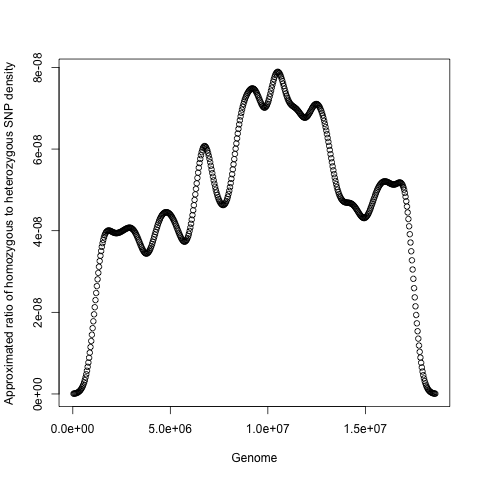 Approximated ratio of homozygous to heterozygous SNP density
8e-08
6e-08
4e-08
2e-08
0e+00
0.0e+00 5.0e+06 1.0e+07 1.5e+07
Genome